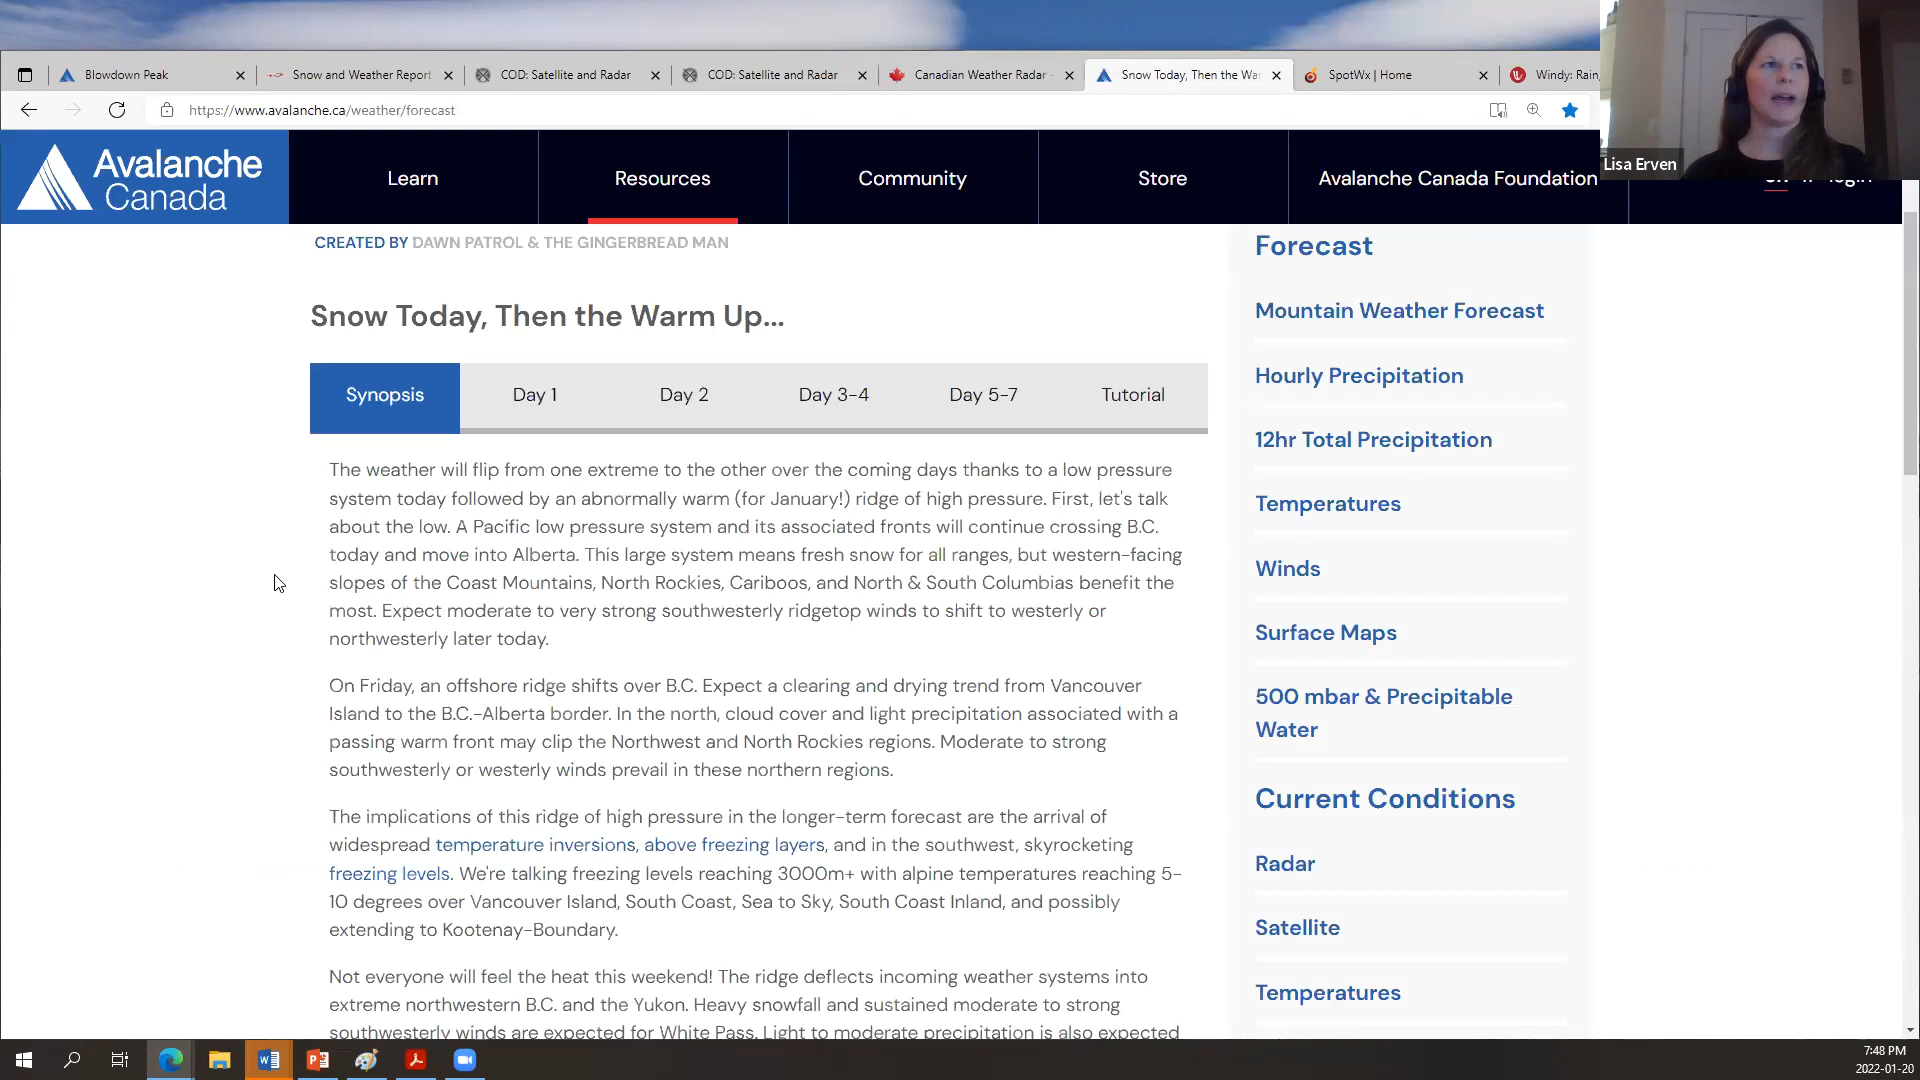 Blowdown Peak
Snow and Weather Report
COD: Satellite and Radar
COD: Satellite and Radar
Canadian Weather Radar -
Snow Today, Then the War
SpotWx | Home
Windy: Rain,
https://www.avalanche.ca/weather/forecast
Lisa Erven
Avalanche
Canada
Learn
Resources
Community
Store
Avalanche Canada Foundation
login
CREATED BY DAWN PATROL & THE GINGERBREAD MAN
Snow Today, Then the Warm Up...
Synopsis
Day 1
Day 2
Day 3-4
Day 5-7
Tutorial
The weather will flip from one extreme to the other over the coming days thanks to a low pressure
system today followed by an abnormally warm (for January!) ridge of high pressure. First, let's talk
about the low. A Pacific low pressure system and its associated fronts will continue crossing B.C.
today and move into Alberta. This large system means fresh snow for all ranges, but western-facing
slopes of the Coast Mountains, North Rockies, Cariboos, and North & South Columbias benefit the
most. Expect moderate to very strong southwesterly ridgetop winds to shift to westerly or
northwesterly later today.
On Friday, an offshore ridge shifts over B.C. Expect a clearing and drying trend from Vancouver
Island to the B.C.-Alberta border. In the north, cloud cover and light precipitation associated with a
passing warm front may clip the Northwest and North Rockies regions. Moderate to strong
southwesterly or westerly winds prevail in these northern regions.
The implications of this ridge of high pressure in the longer-term forecast are the arrival of
widespread temperature inversions, above freezing layers, and in the southwest, skyrocketing
freezing levels. We're talking freezing levels reaching 3000m+ with alpine temperatures reaching 5-
10 degrees over Vancouver Island, South Coast, Sea to Sky, South Coast Inland, and possibly
extending to Kootenay-Boundary.
Not everyone will feel the heat this weekend! The ridge deflects incoming weather systems into
extreme northwestern B.C. and the Yukon. Heavy snowfall and sustained moderate to strong
southwesterly winds are expected for White Pass. Light to moderate precipitation is also expected
Forecast
Mountain Weather Forecast
Hourly Precipitation
12hr Total Precipitation
Temperatures
Winds
Surface Maps
500 mbar & Precipitable
Water
Current Conditions
Radar
Satellite
Temperatures
7:48 PM
2022-01-20